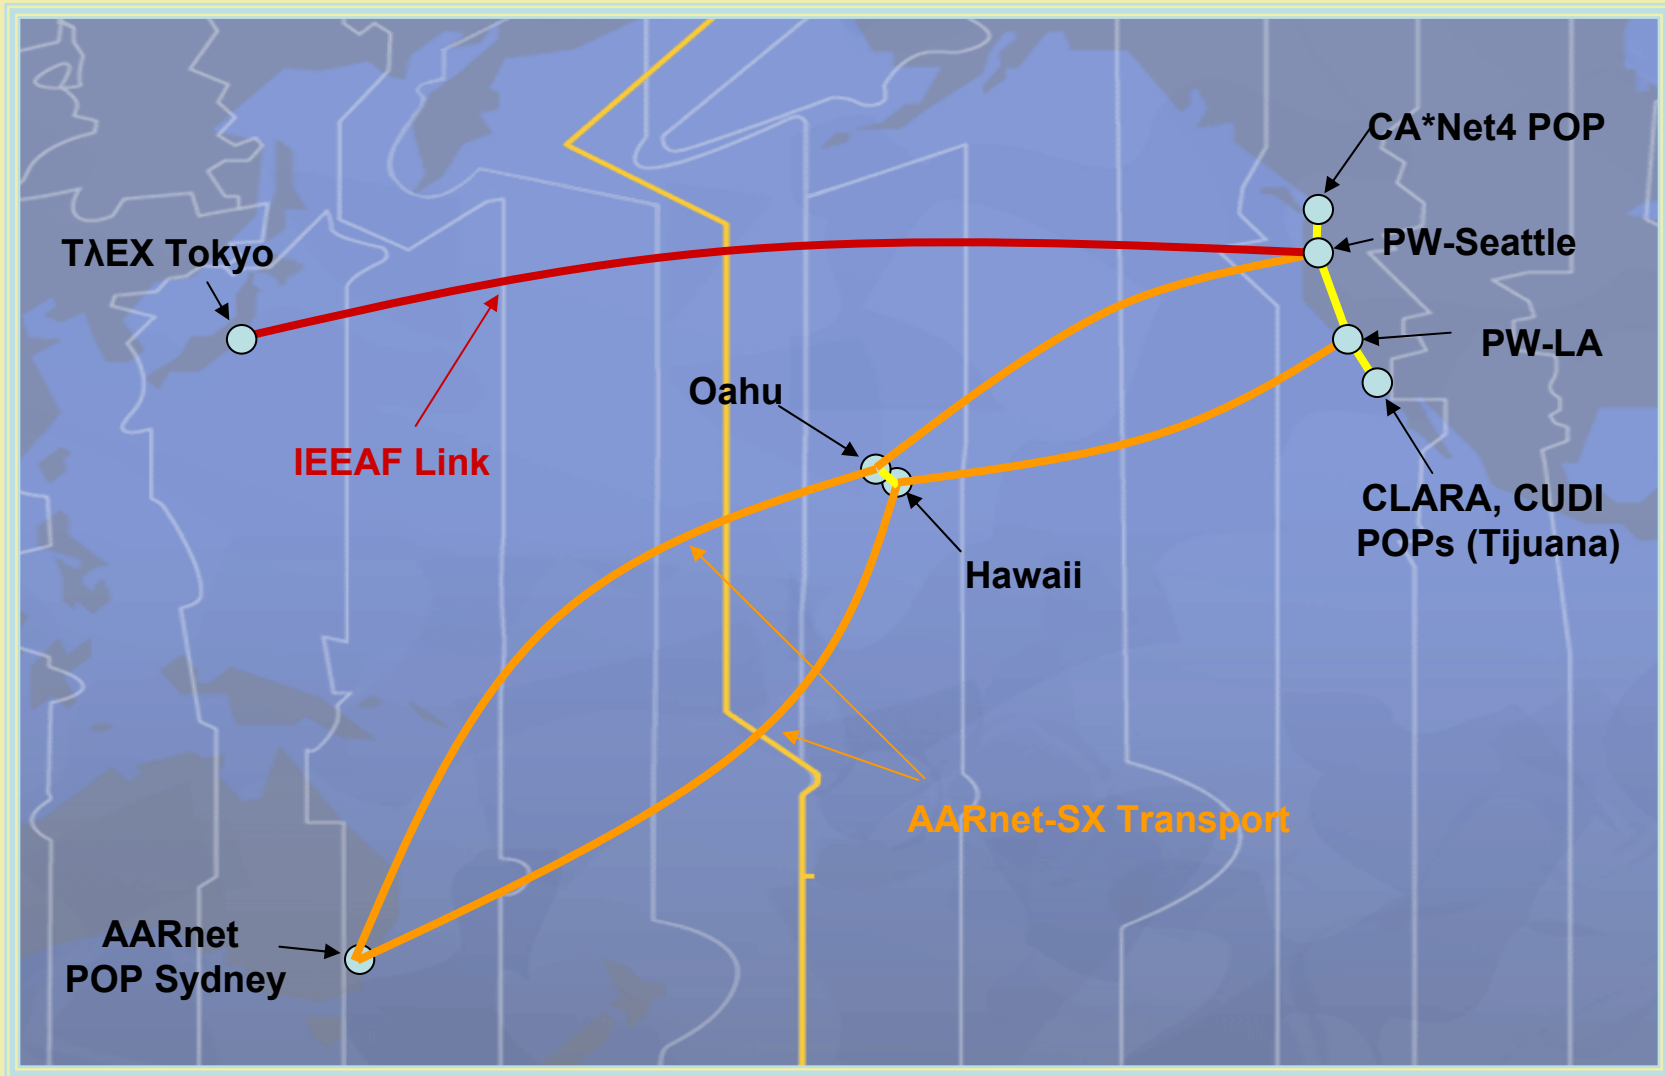 CA*Net4 POP
TλEX Tokyo
PW-Seattle
PW-LA
Oahu
IEEAF Link
CLARA, CUDI
POPs (Tijuana)
Hawaii
AARnet-SX Transport
AARnet
POP Sydney